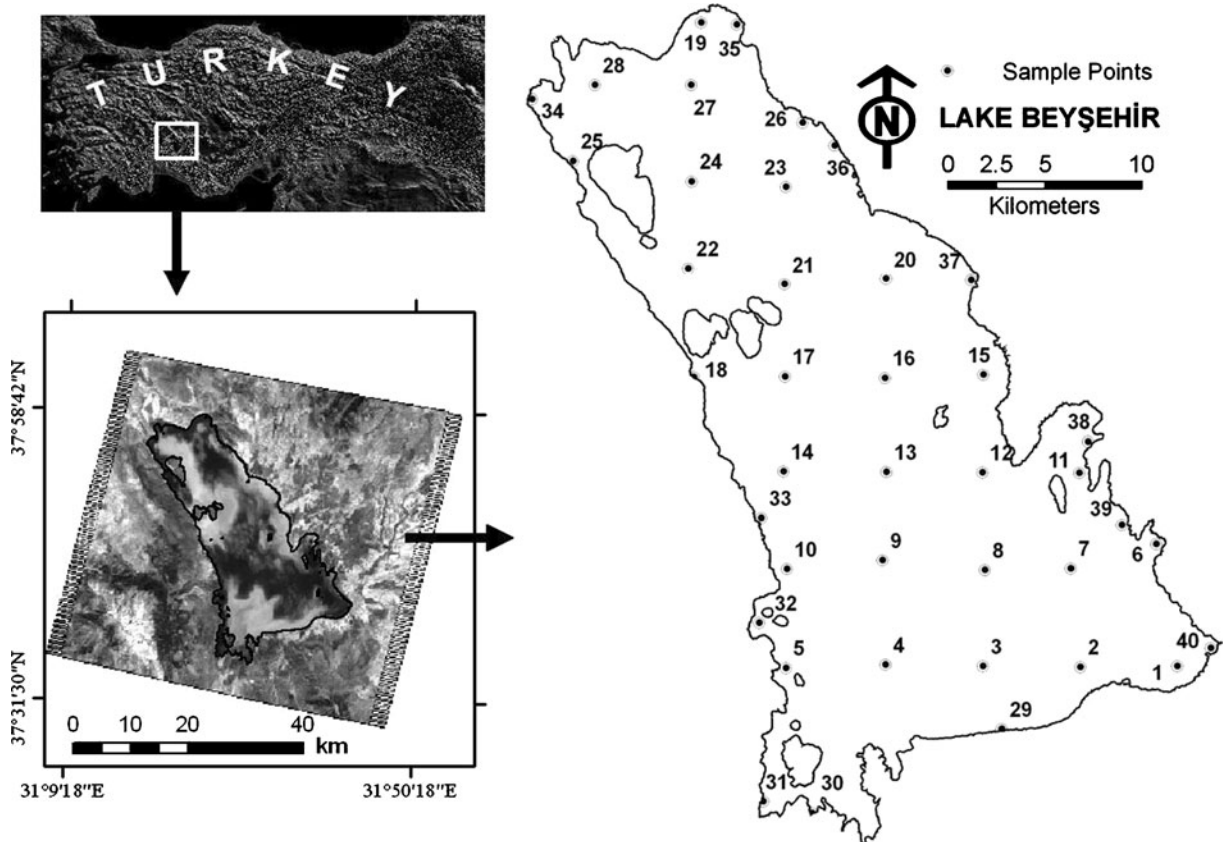 TURKEY
37°58'42"N
37°31'30"N
0 10 20 40
km
31°9'18"E 31°50'18"E
Sample Points
N
LAKE BEYŞEHİR
0 2.5 5 10
Kilometers
19 35
28
34 27
26
25
24 23 36
22
21 20 37
18 17 16 15
38
14 13 12 11
33
39
10 9 8 7 6
32
5 4 3 2 1 40
29
31 30